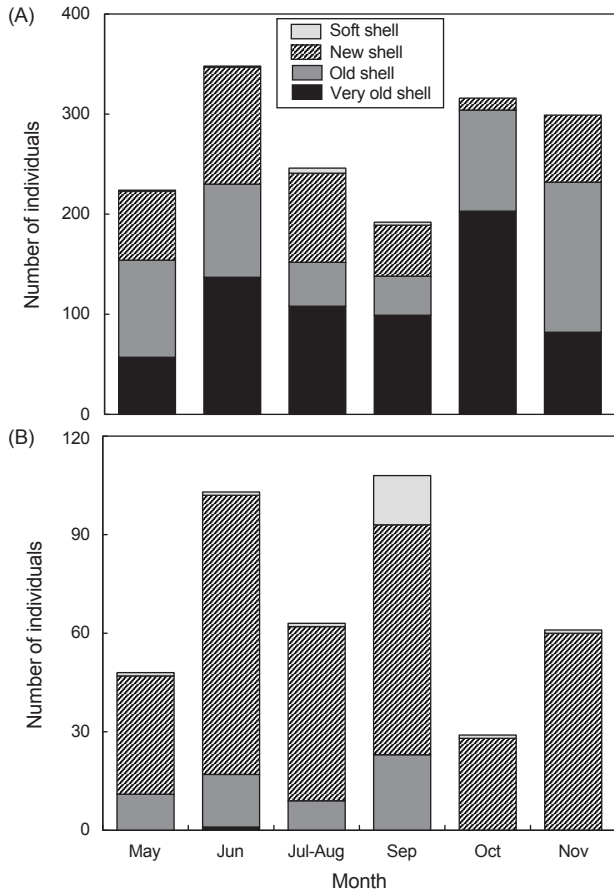 (A)
Number of individuals
400
300
200
100
0
Soft shell
New shell
Old shell
Very old shell
(B)
Number of individuals
120
90
60
30
0
May Jun Jul-Aug Sep Oct Nov
Month